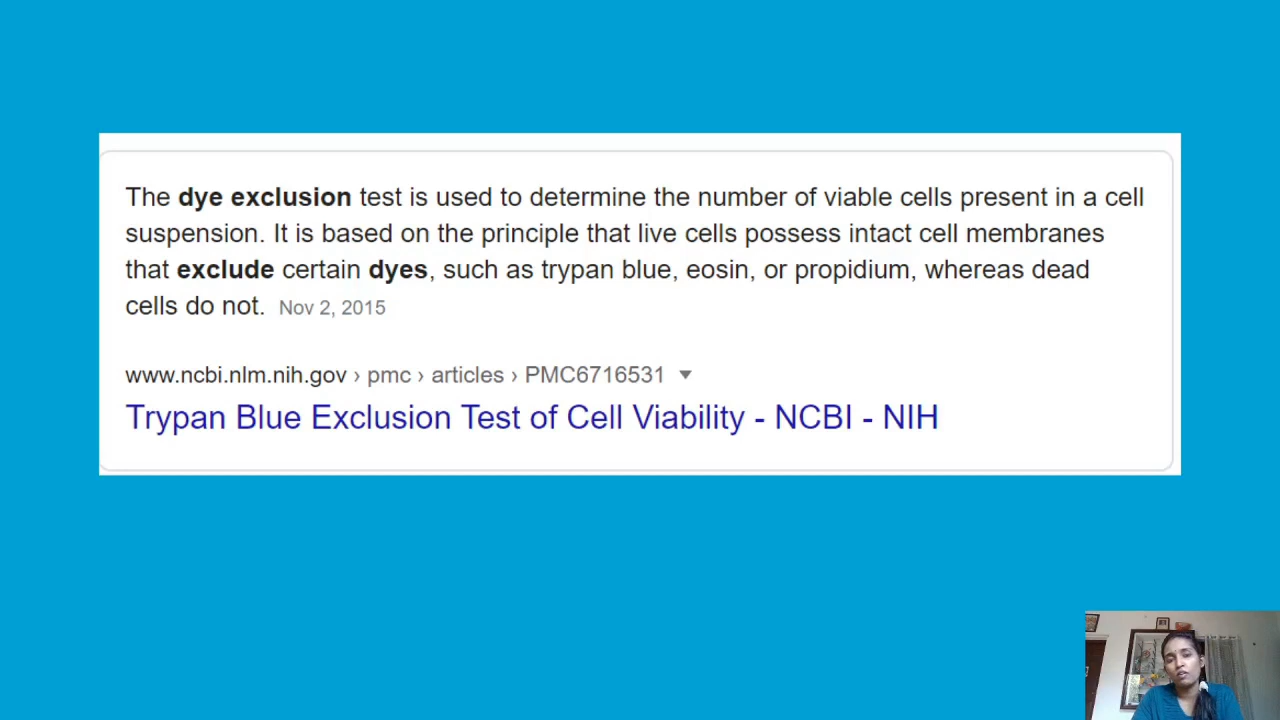 The dye exclusion test is used to determine the number of viable cells present in a cell
suspension. It is based on the principle that live cells possess intact cell membranes
that exclude certain dyes, such as trypan blue, eosin, or propidium, whereas dead
cells do not. Nov 2, 2015
www.ncbi.nlm.nih.gov › pmc › articles › PMC6716531
Trypan Blue Exclusion Test of Cell Viability - NCBI - NIH